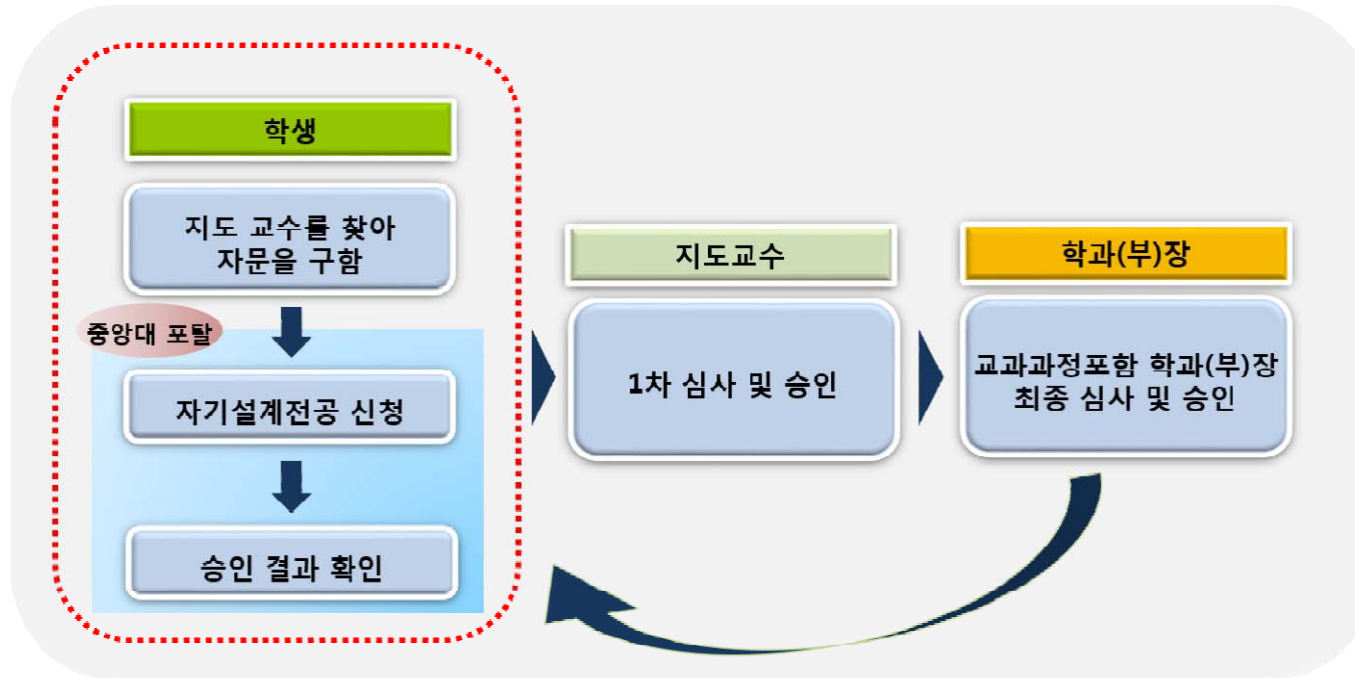 학생
지도 교수를 찾아
자문을 구함
중앙대 포탈
자기설계전공 신청
승인 결과 확인
지도교수
1차 심사 및 승인
학과(부)장
교과과정포함 학과(부)장
최종 심사 및 승인